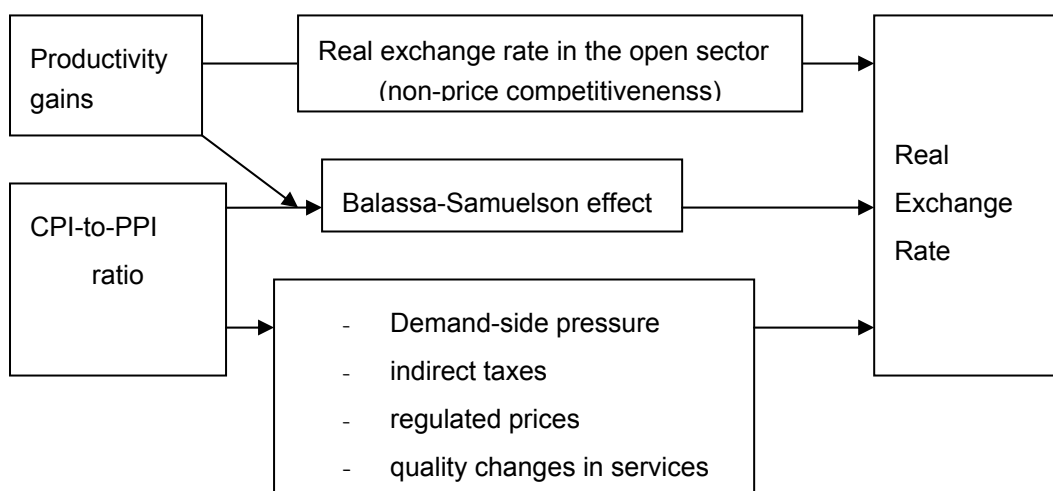 Productivity
gains
Real exchange rate in the open sector
(non-price competitivenenss)
CPI-to-PPI
ratio
Balassa-Samuelson effect
- Demand-side pressure
- indirect taxes
- regulated prices
- quality changes in services
Real
Exchange
Rate